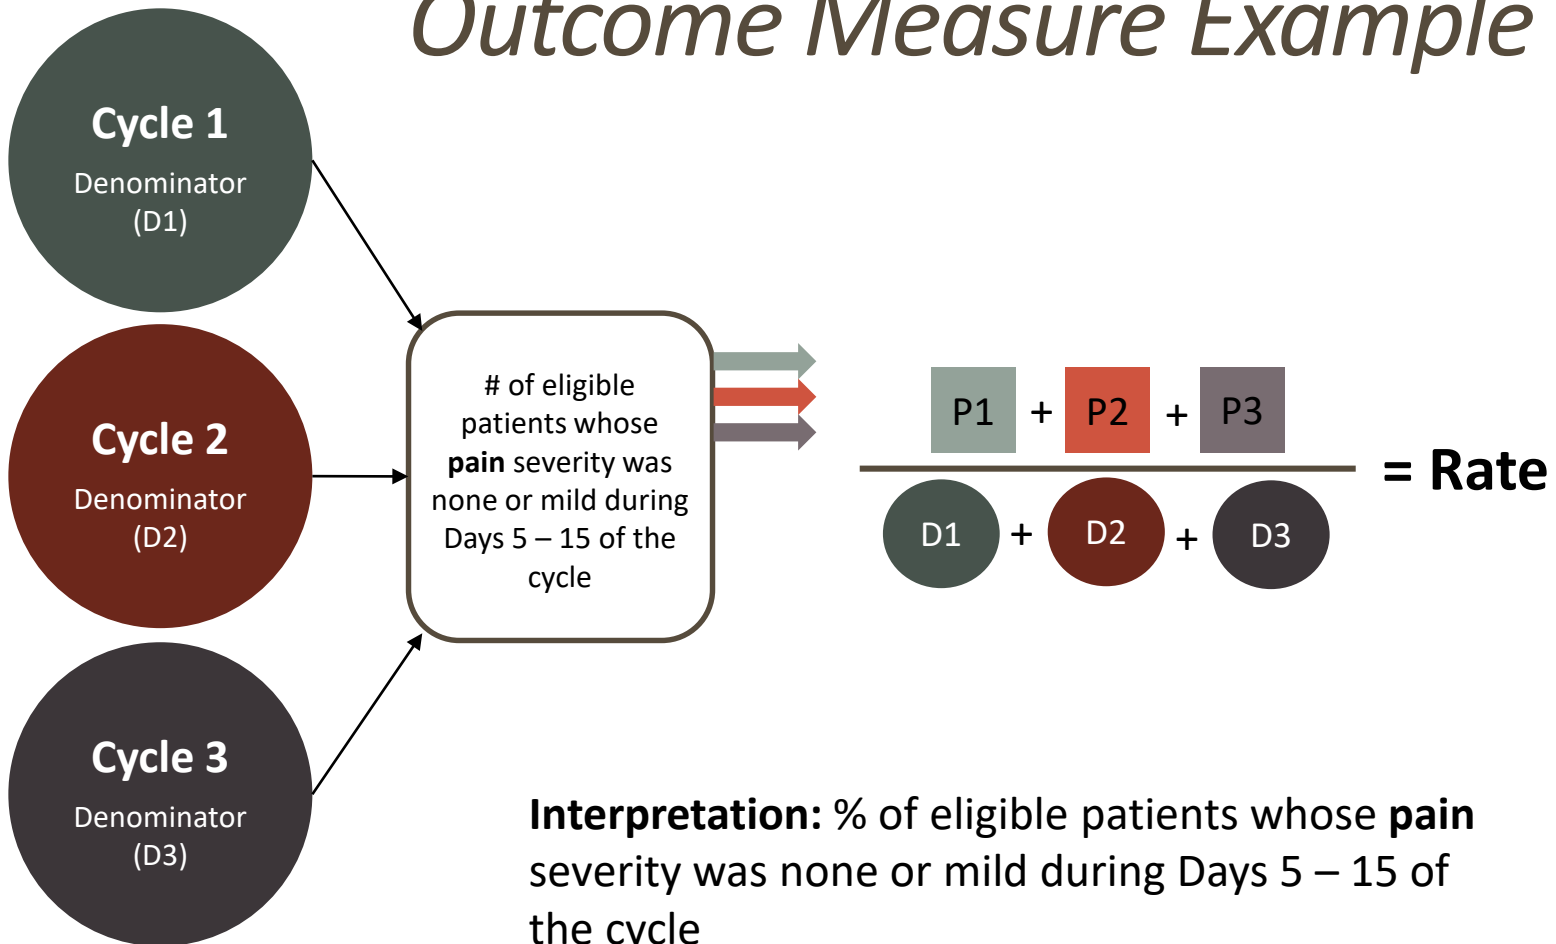 Outcome Measure Example
Cycle 1
Denominator
(D1)
Cycle 2
Denominator
(D2)
Cycle 3
Denominator
(D3)
# of eligible
patients whose
pain severity was
none or mild during
Days 5 – 15 of the
cycle
P1 + P2 + P3
D1 + D2 + D3
= Rate
Interpretation: % of eligible patients whose pain
severity was none or mild during Days 5 – 15 of
the cycle